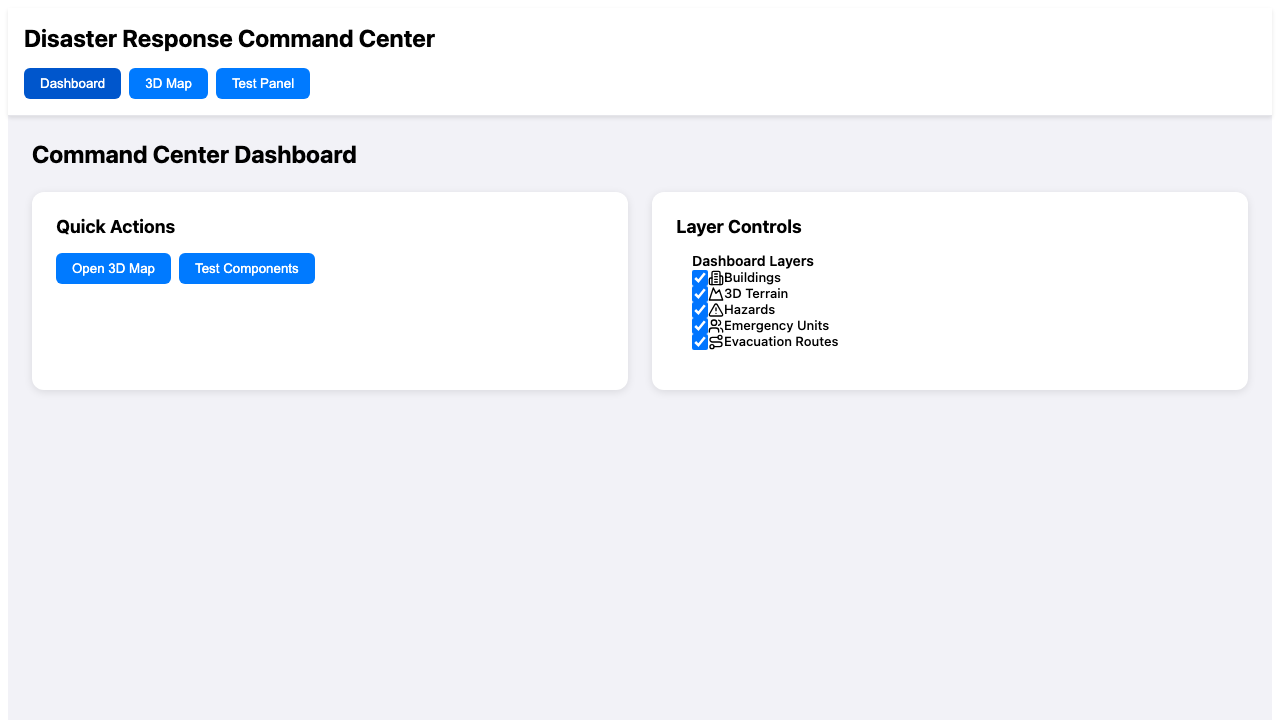 Disaster Response Command Center
Dashboard 3D Map Test Panel
Command Center Dashboard
Quick Actions
Open 3D Map Test Components
Layer Controls
Dashboard Layers
Buildings
3D Terrain
Hazards
Emergency Units
Evacuation Routes